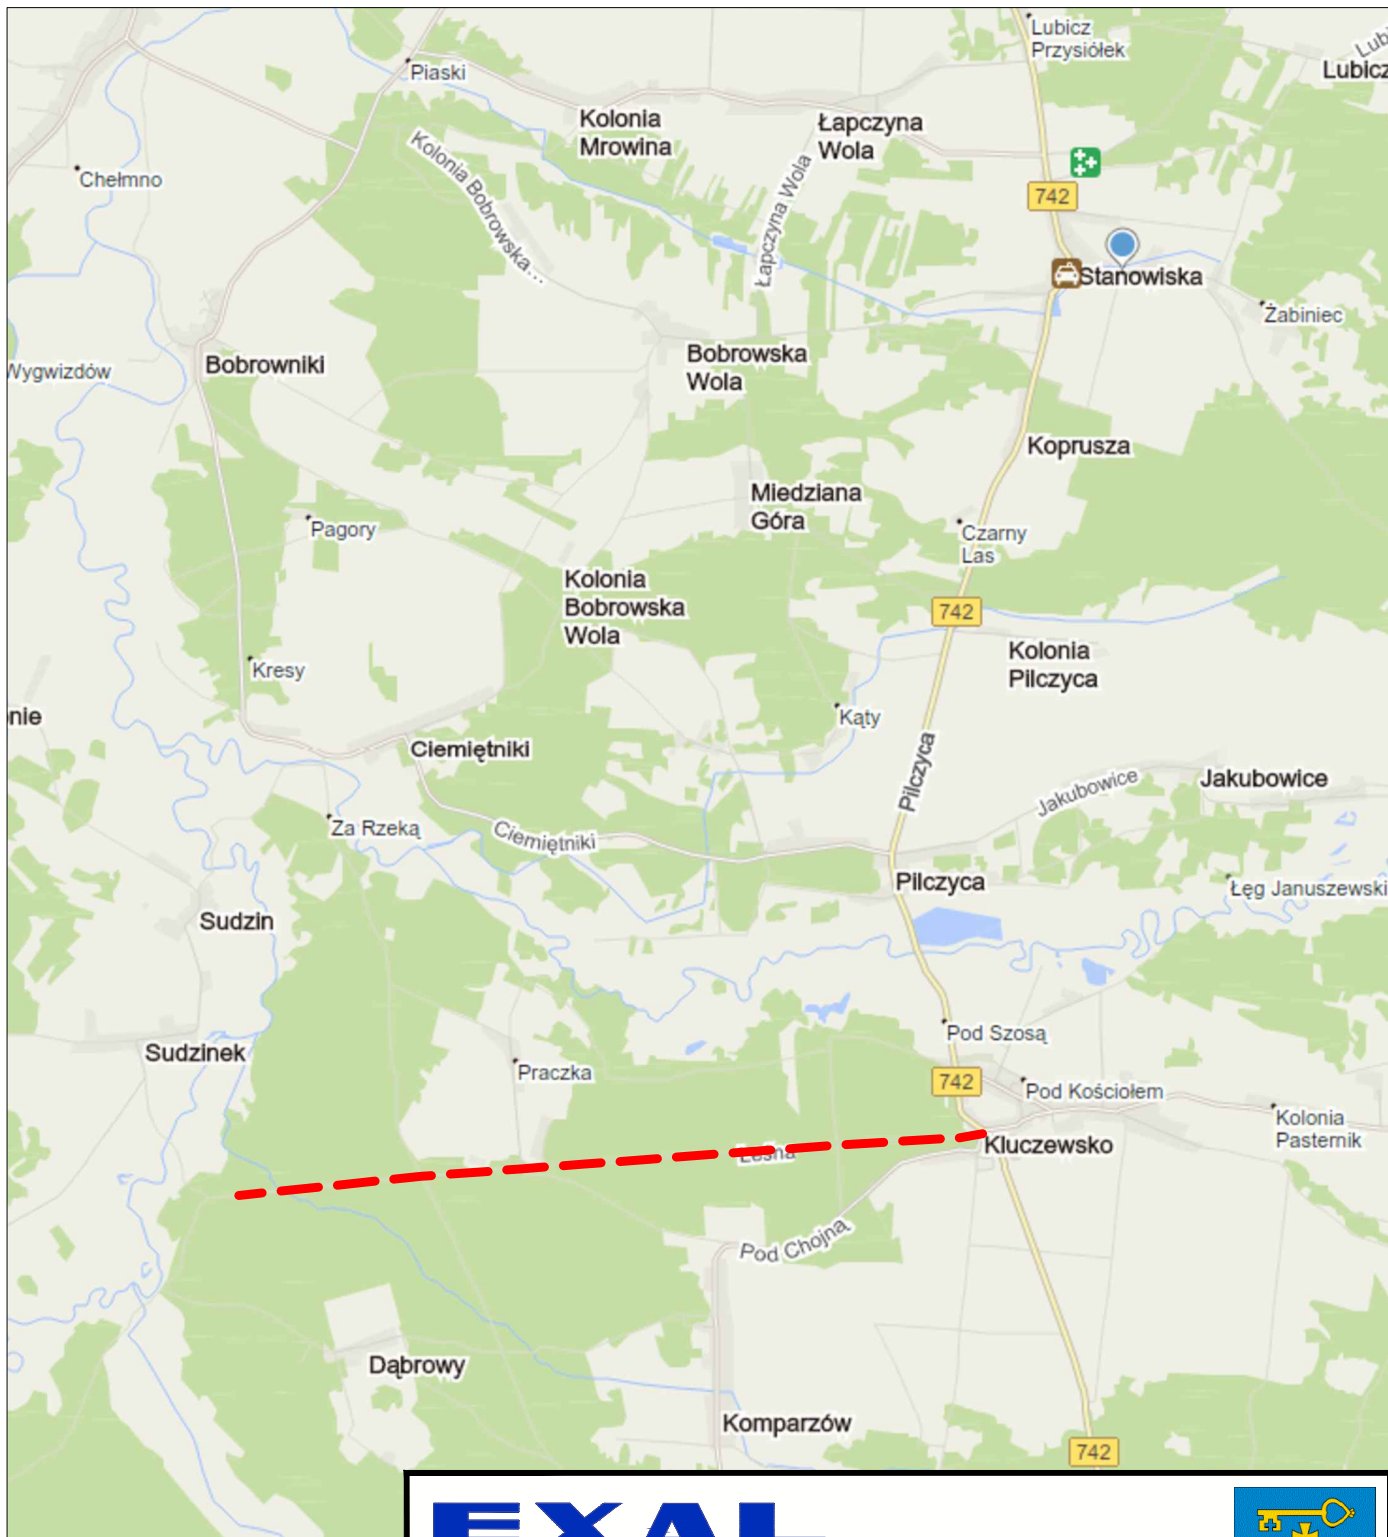 Lubicz
Przysiółek
Lubicz
Piaski
Kolonia
Mrowina
Łapczyna
Wola
Kolonia Bobrowska...
Łapczyna Wola
Chełmno
742
Stanowiska
Żabiniec
Wygwizdów
Bobrowniki
Bobrowska
Wola
Koprusza
Miedziana
Góra
Pagory
Czarny
Las
Kolonia
Bobrowska
Wola
742
Kolonia
Pilczyca
Kresy
nie
Kąty
Ciemiętniki
Pilczyca
Jakubowice
Jakubowice
Za Rzeką
Ciemiętniki
Pilczyca
Łęg Januszewski
Sudzin
Pod Szosą
Sudzinek
Praczka
742
Pod Kościołem
Kolonia
Pasternik
Leśna
Kluczewsko
Pod Chojną
Dąbrowy
Komparzów
742
EXAL